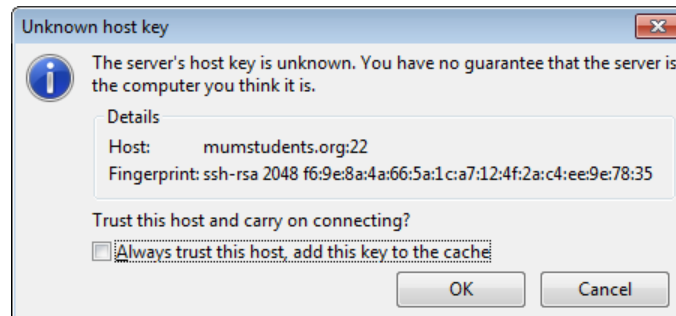 Unknown host key
The server's host key is unknown. You have no guarantee that the server is
the computer you think it is.
Details
Host: mumstudents.org:22
Fingerprint: ssh-rsa 2048 f6:9e:8a:4a:66:5a:1c:a7:12:4f:2a:c4:ee:9e:78:35
Trust this host and carry on connecting?
Always trust this host, add this key to the cache
OK Cancel